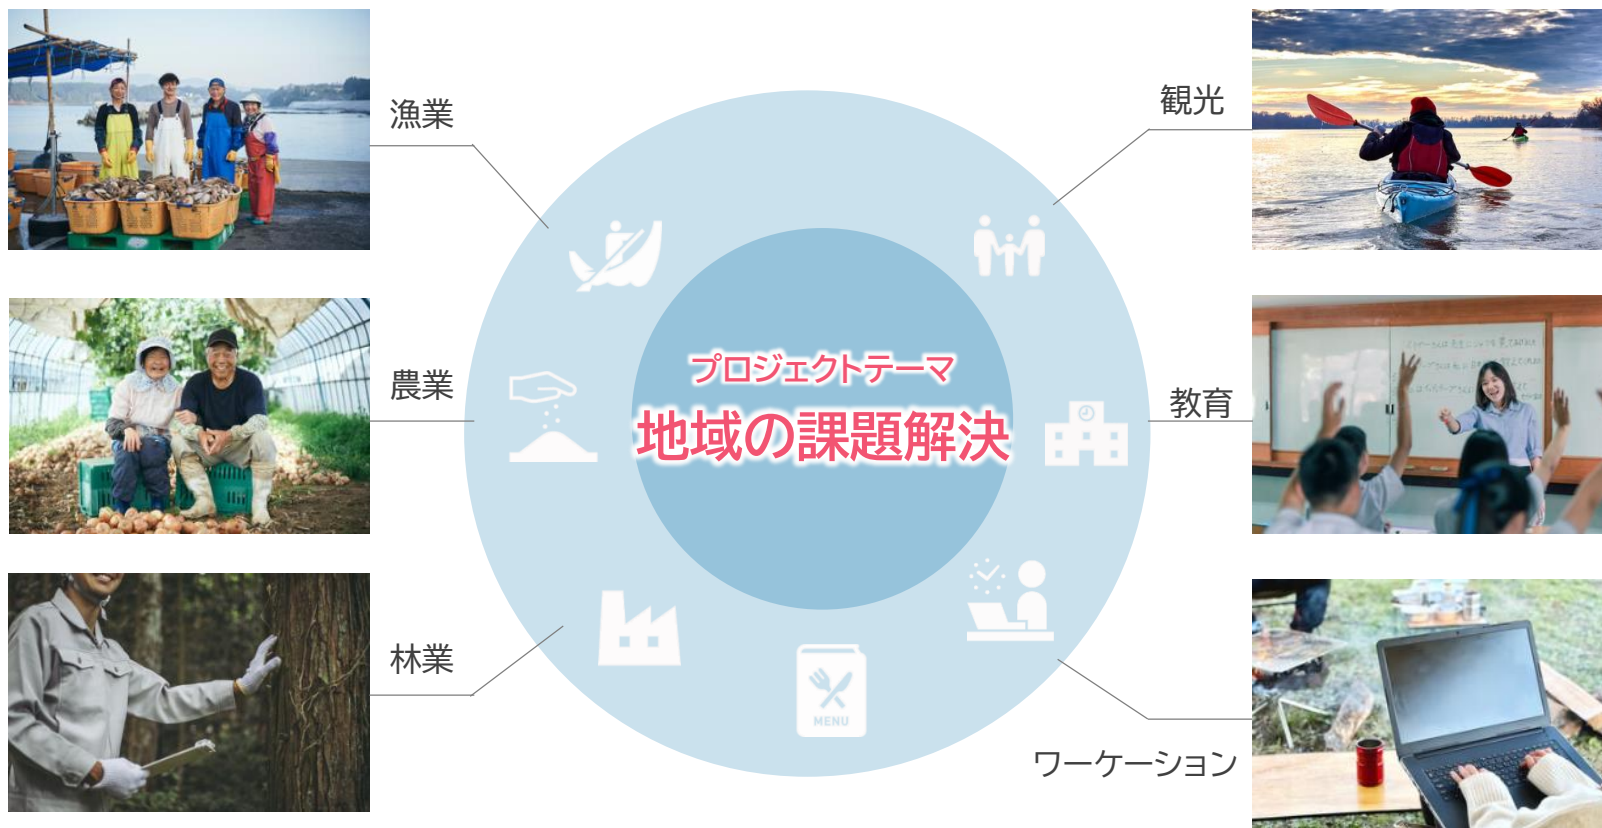 漁業
観光
プロジェクトテーマ
地域の課題解決
農業
教育
林業
MENU
ワーケーション